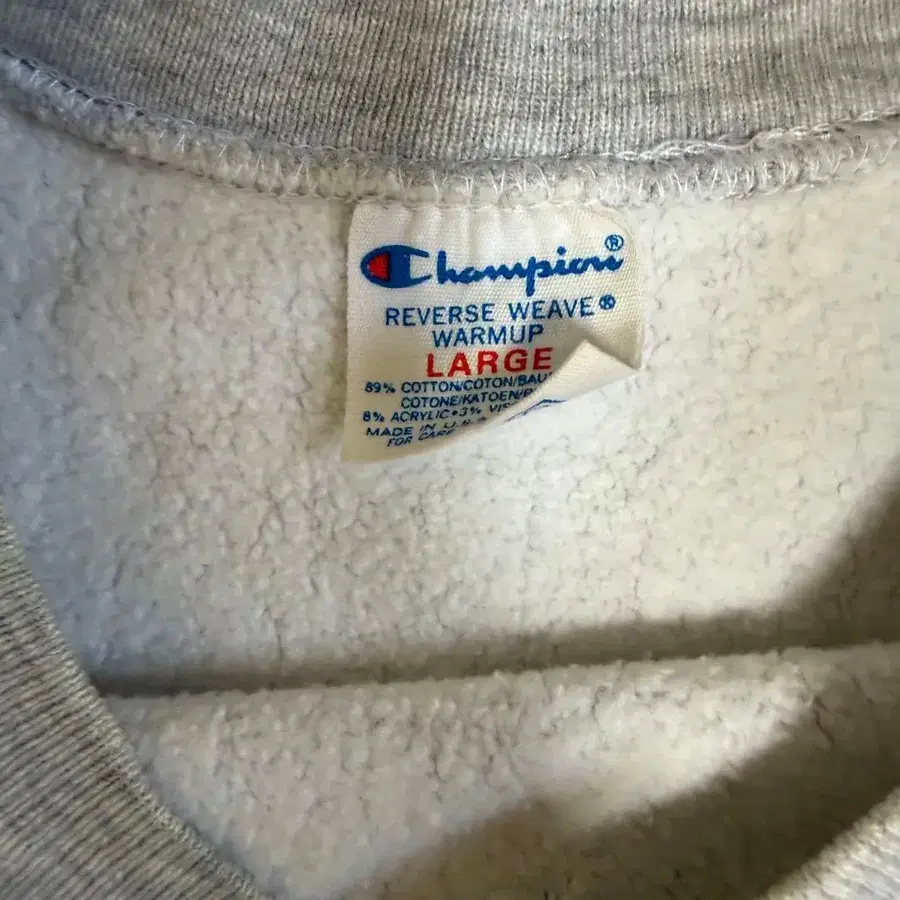 Champion®
REVERSE WEAVE®
WARMUP
LARGE
89% COTTON/COTON/BAU
COTONE/KATOEN/
8% ACRYLIC•3% VIS
MADE IN U.S.A
FOR CARE